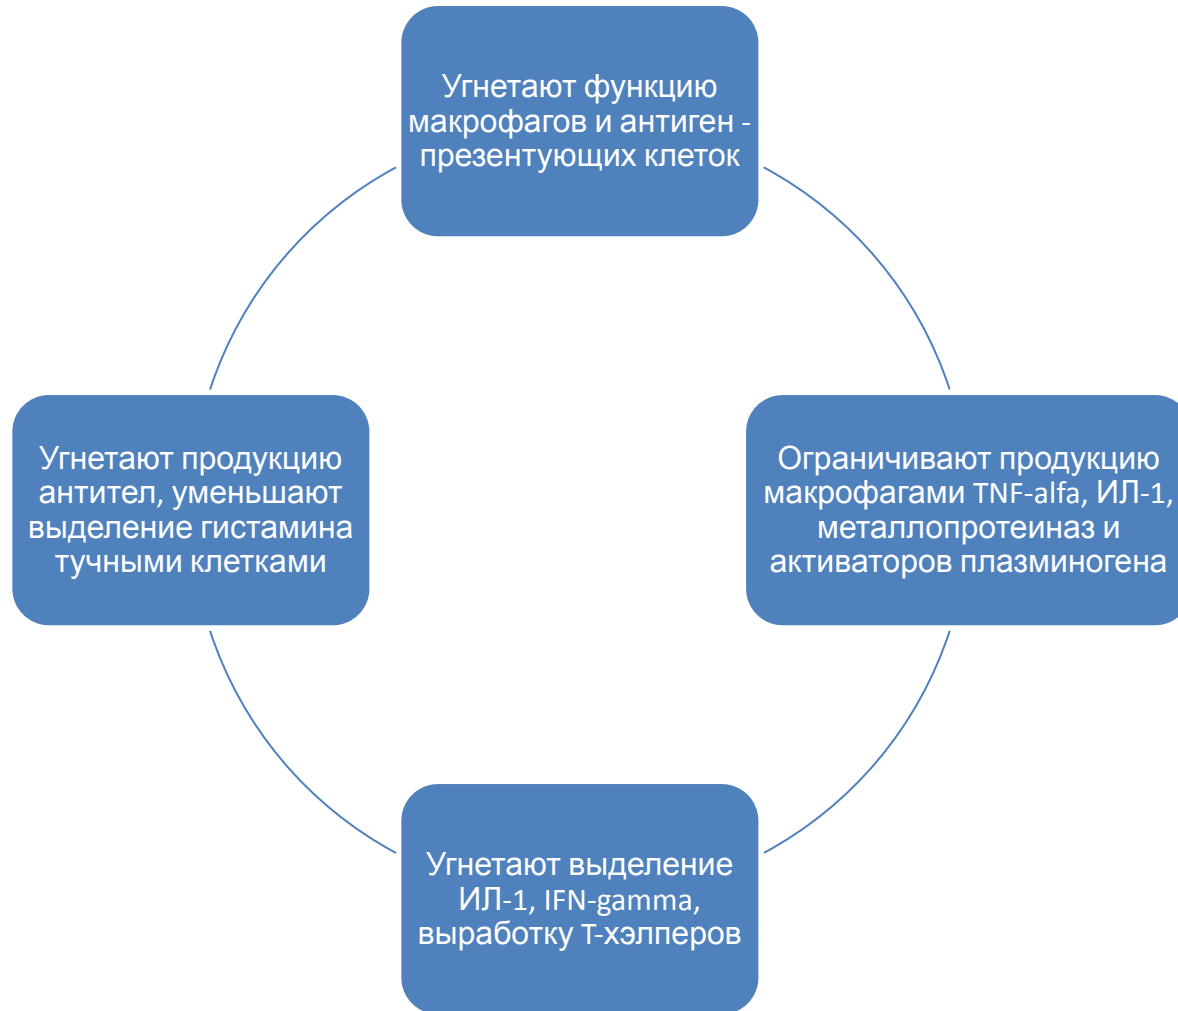 Угнетают функцию
макрофагов и антиген -
презентующих клеток
Угнетают продукцию
антител, уменьшают
выделение гистамина
тучными клетками
Ограничивают продукцию
макрофагами TNF-alfa, ИЛ-1,
металлопротеиназ и
активаторов плазминогена
Угнетают выделение
ИЛ-1, IFN-gamma,
выработку Т-хэлперов